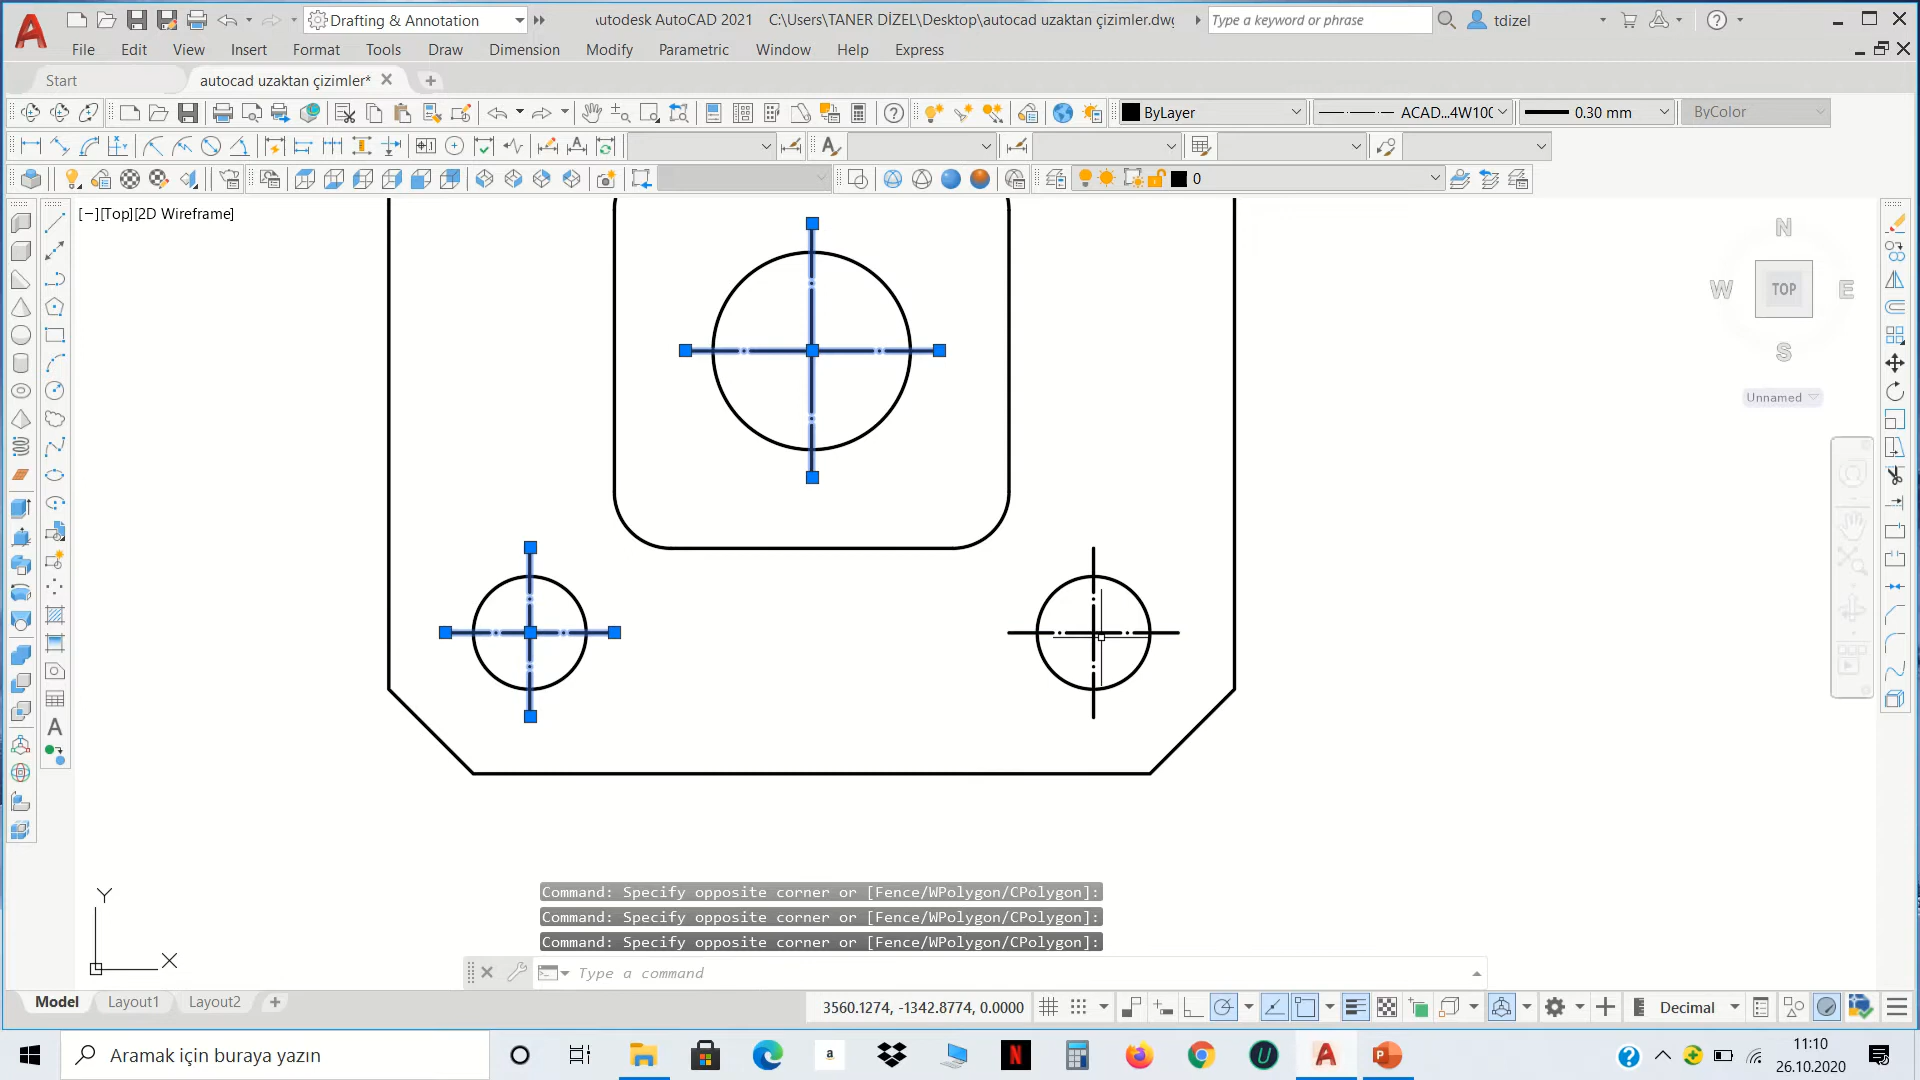 Drafting & Annotation
utodesk AutoCAD 2021
C:\Users\TANER DİZEL\Desktop\autocad uzaktan çizimler.dwg
Type a keyword or phrase
tdizel
File
Edit
View
Insert
Format
Tools
Draw
Dimension
Modify
Parametric
Window
Help
Express
Start
autocad uzaktan çizimler*
ByLayer
ACAD...4W100
0.30 mm
ByColor
0
[−][Top][2D Wireframe]
N
W
TOP
E
S
Unnamed
A
Y
X
Command: Specify opposite corner or [Fence/WPolygon/CPolygon]:
Command: Specify opposite corner or [Fence/WPolygon/CPolygon]:
Command: Specify opposite corner or [Fence/WPolygon/CPolygon]:
Type a command
Model
Layout1
Layout2
3560.1274, -1342.8774, 0.0000
Decimal
Aramak için buraya yazın
11:10
26.10.2020